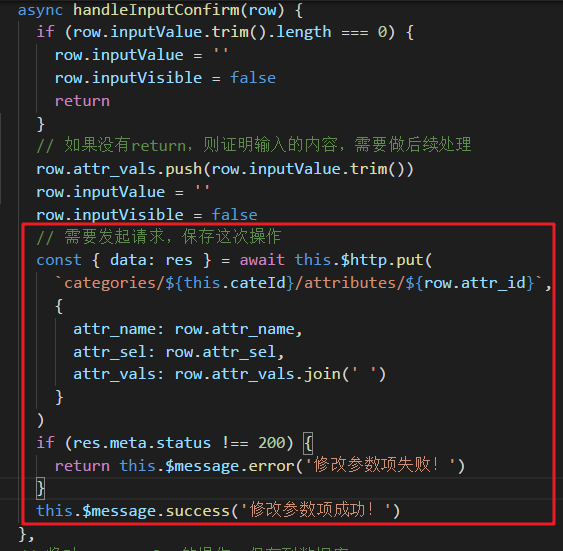 async handleInputConfirm(row) {
if (row.inputValue.trim().length === 0) {
row.inputValue = ''
row.inputVisible = false
return
}
// 如果没有return，则证明输入的内容，需要做后续处理
row.attr_vals.push(row.inputValue.trim())
row.inputValue = ''
row.inputVisible = false
// 需要发起请求，保存这次操作
const { data: res } = await this.$http.put(
`categories/${this.cateId}/attributes/${row.attr_id}`,
{
attr_name: row.attr_name,
attr_sel: row.attr_sel,
attr_vals: row.attr_vals.join(' ')
}
)
if (res.meta.status !== 200) {
return this.$message.error('修改参数项失败！')
}
this.$message.success('修改参数项成功！')
},